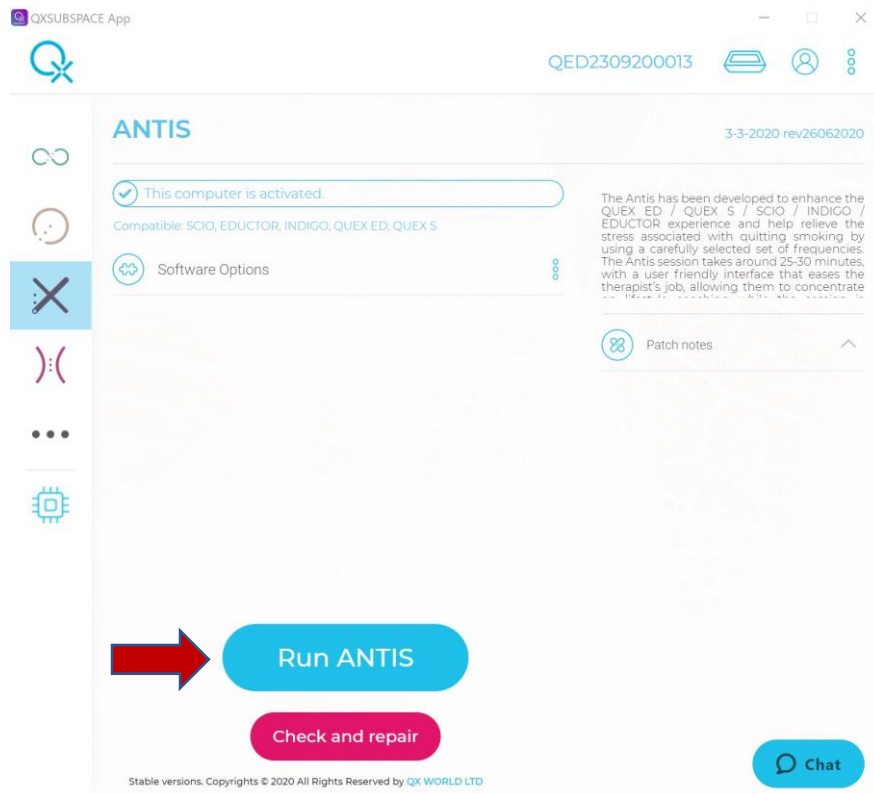 QXSUBSPACE App
QED2309200013
ANTIS
3-3-2020 rev26062020
This computer is activated.
Compatible: SCIO, EDUCTOR, INDIGO, QUEX ED, QUEX S
Software Options
The Antis has been developed to enhance the
QUEX ED / QUEX S / SCIO / INDIGO /
EDUCTOR experience and help relieve the
stress associated with quitting smoking by
using a carefully selected set of frequencies.
The Antis session takes around 25-30 minutes,
with a user friendly interface that eases the
therapist's job, allowing them to concentrate
Patch notes
Run ANTIS
Check and repair
Chat
Stable versions. Copyrights © 2020 All Rights Reserved by QX WORLD LTD